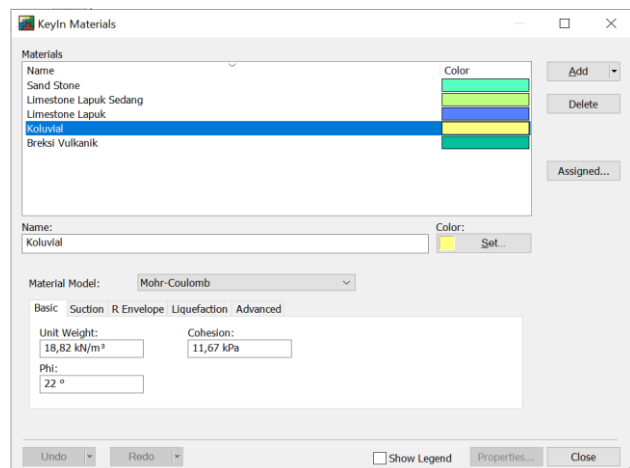 KeyIn Materials
Materials
Name Color
Sand Stone
Limestone Lapuk Sedang
Limestone Lapuk
Koluvial
Breksi Vulkanik
Add
Delete
Assigned...
Name: Color:
Koluvial Set...
Material Model: Mohr-Coulomb
Basic Suction R Envelope Liquefaction Advanced
Unit Weight: Cohesion:
18,82 kN/m³ 11,67 kPa
Phi:
22 °
Undo Redo Show Legend Properties... Close